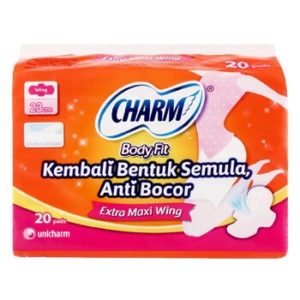 20 pads
Wing
23cm
CHARM®
Body Fit
Kembali Bentuk Semula,
Anti Bocor
Extra Maxi Wing
20 pads
unicharm